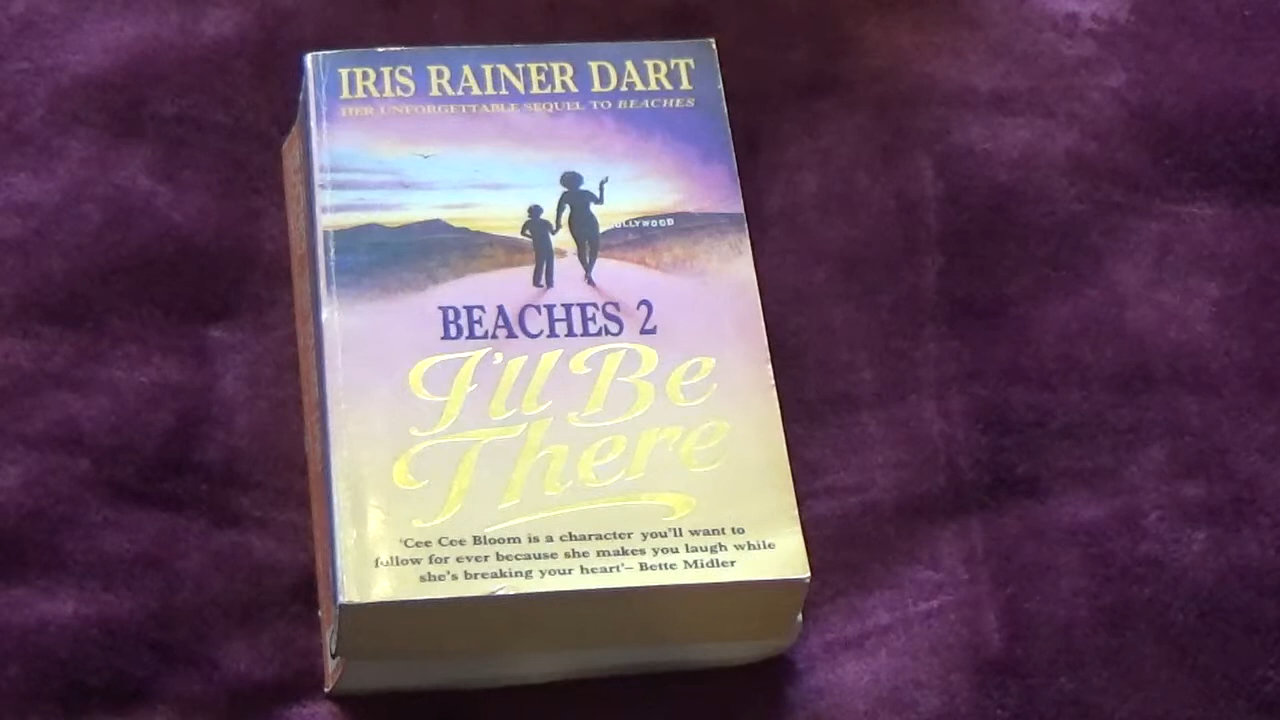 IRIS RAINER DART
HER UNFORGETTABLE SEQUEL TO BEACHES
HOLLYWOOD
BEACHES 2
I'll Be
There
'Cee Cee Bloom is a character you'll want to
follow for ever because she makes you laugh while
she's breaking your heart'– Bette Midler